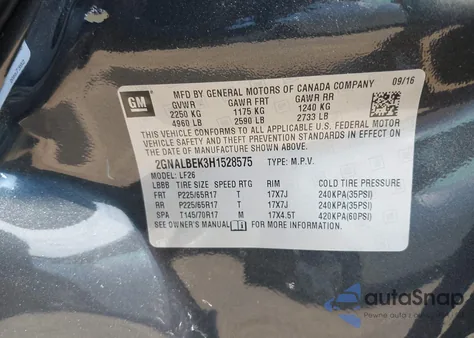 GM
MFD BY GENERAL MOTORS OF CANADA COMPANY
09/16
GVWR GAWR FRT GAWR RR
2250 KG 1175 KG 1240 KG
4960 LB 2590 LB 2733 LB
THIS VEHICLE CONFORMS TO ALL APPLICABLE U.S. FEDERAL MOTOR
VEHICLE SAFETY AND THEFT PREVENTION STANDARDS IN EFFECT
ON THE DATE OF MANUFACTURE SHOWN ABOVE.
2GNALBEK3H1528575 TYPE: M.P.V.
MODEL: LF26
LBBB TIRE SIZE SPEED RTG RIM COLD TIRE PRESSURE
FRT P225/65R17 T 17X7J 240KPA(35PSI)
RR P225/65R17 T 17X7J 240KPA(35PSI)
SPA T145/70R17 M 17X4.5T 420KPA(60PSI)
SEE OWNER'S MANUAL FOR MORE INFORMATION.
autoSnap